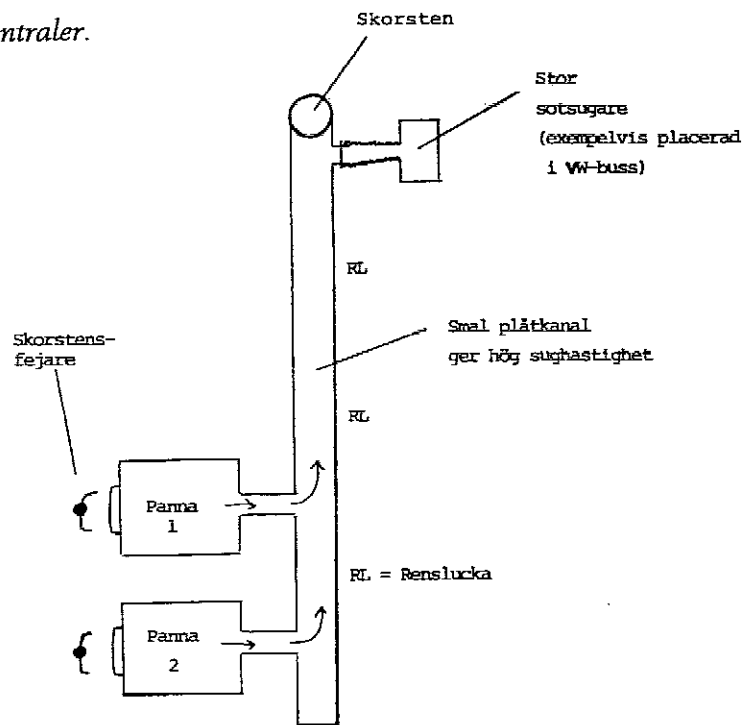 ntraler.
Skorsten
Stor
sotsugare
(exempelvis placerad
i VW-buss)
RL
Smal plåtkanal
ger hög sughastighet
Skorstens-
fejare
RL
Panna
1
RL = Renslucka
Panna
2